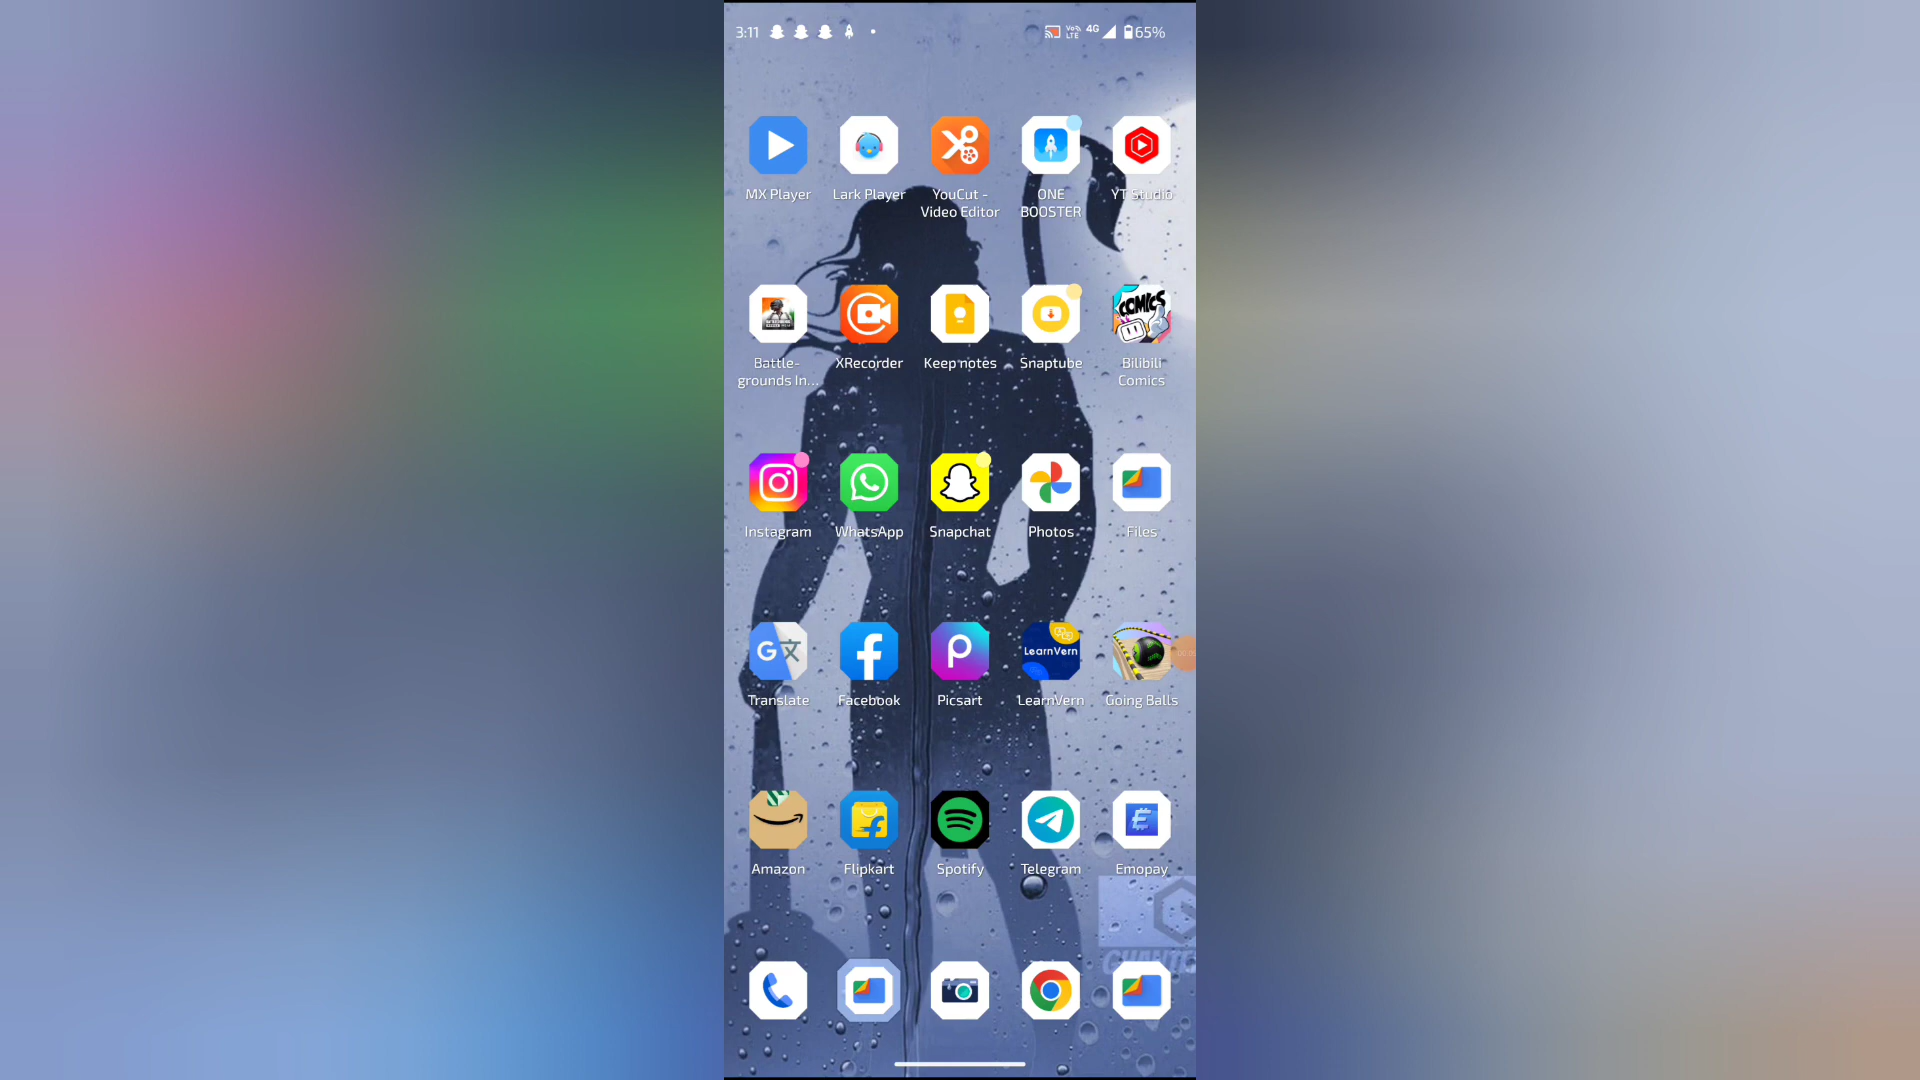 3:11
Vo))
LTE
4G
65%
MX Player
Lark Player
YouCut -
Video Editor
ONE
BOOSTER
YT Studio
Battle-
grounds In...
XRecorder
Keep notes
Snaptube
COMICS
Bilibili
Comics
Instagram
WhatsApp
Snapchat
Photos
Files
G
LearnVern
Translate
Facebook
Picsart
LearnVern
Going Balls
Amazon
Flipkart
Spotify
Telegram
Emopay